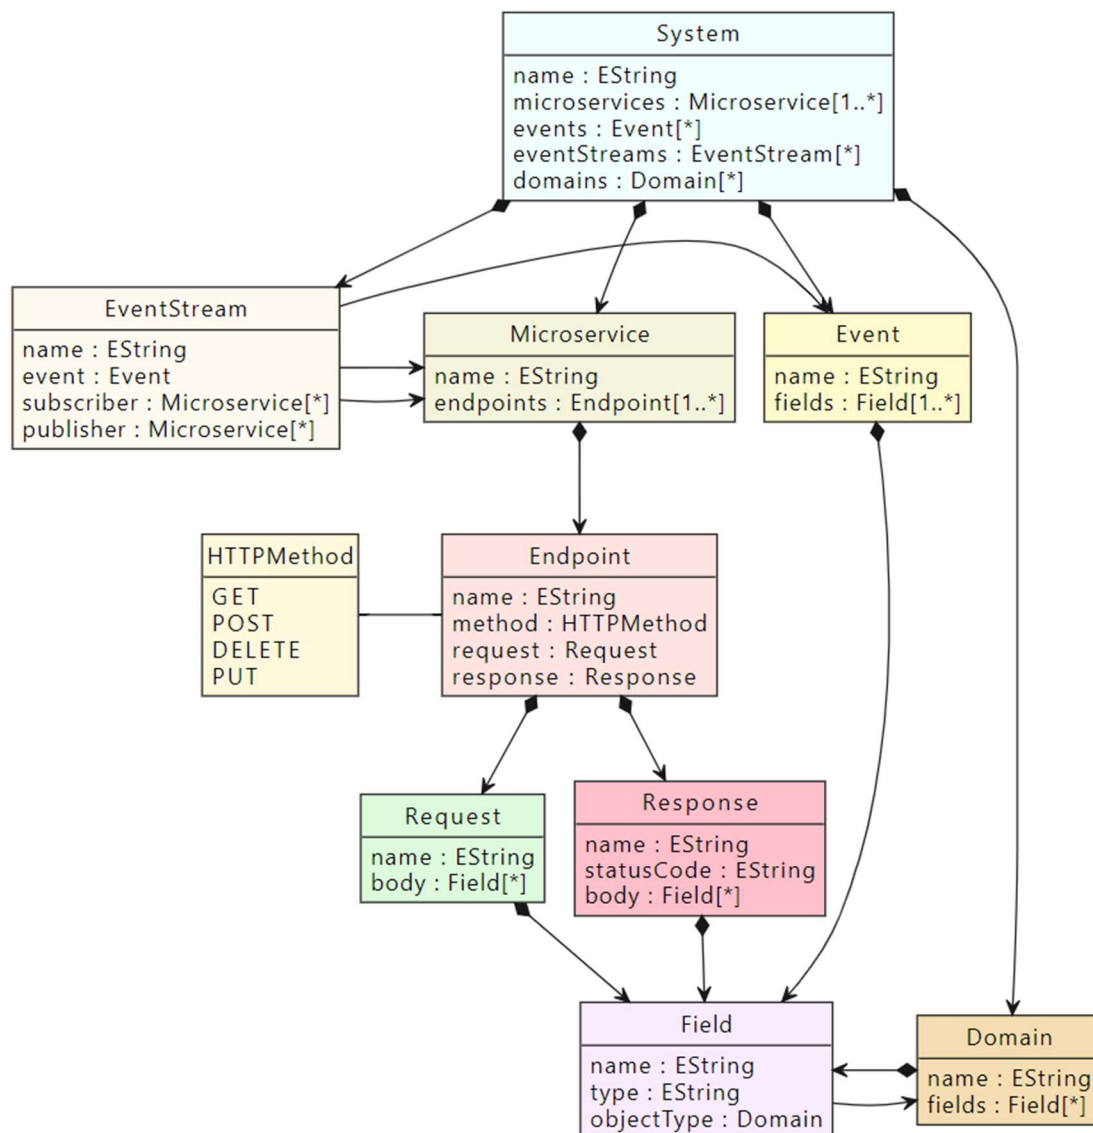 System
name : EString
microservices : Microservice[1..*]
events : Event[*]
eventStreams : EventStream[*]
domains : Domain[*]
EventStream
name : EString
event : Event
subscriber : Microservice[*]
publisher : Microservice[*]
Microservice
name : EString
endpoints : Endpoint[1..*]
Event
name : EString
fields : Field[1..*]
HTTPMethod
GET
POST
DELETE
PUT
Endpoint
name : EString
method : HTTPMethod
request : Request
response : Response
Request
name : EString
body : Field[*]
Response
name : EString
statusCode : EString
body : Field[*]
Field
name : EString
type : EString
objectType : Domain
Domain
name : EString
fields : Field[*]